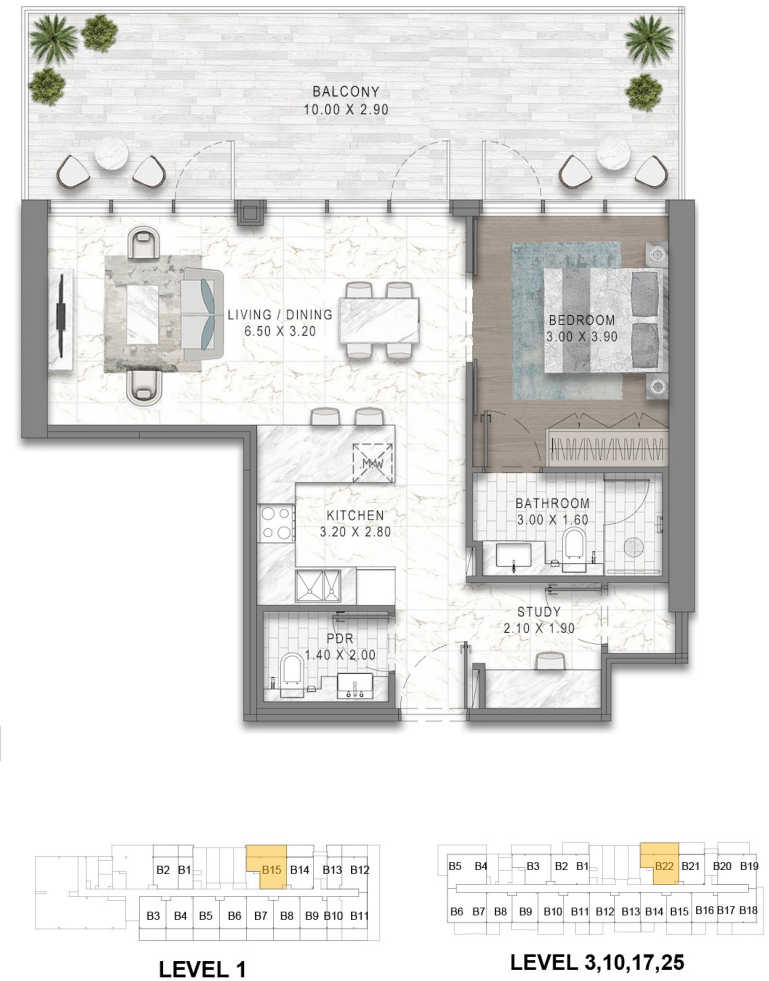 BALCONY
10.00 X 2.90
LIVING / DINING
6.50 X 3.20
BEDROOM
3.00 X 3.90
M/W
KITCHEN
3.20 X 2.80
BATHROOM
3.00 X 1.60
STUDY
2.10 X 1.90
PDR
1.40 X 2.00
B2 B1 B15 B14 B13 B12
B3 B4 B5 B6 B7 B8 B9 B10 B11
LEVEL 1
B5 B4 B3 B2 B1 B22 B21 B20 B19
B6 B7 B8 B9 B10 B11 B12 B13 B14 B15 B16 B17 B18
LEVEL 3,10,17,25